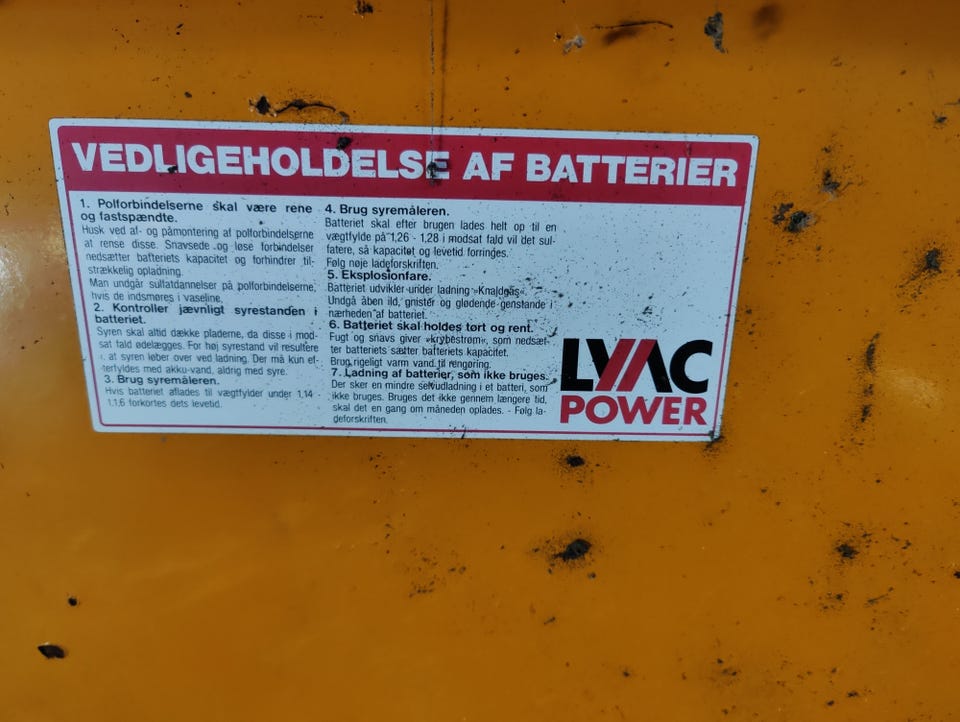 VEDLIGEHOLDELSE AF BATTERIER
1. Polforbindelserne skal være rene
og fastspændte.
Husk ved af- og påmontering af polforbindelserne
at rense disse. Snavsede og løse forbindelser
nedsætter batteriets kapacitet og forhindrer til-
strækkelig opladning.
Man undgår sulfatdannelser på polforbindelserne,
hvis de indsmøres i vaseline.
2. Kontroller jævnligt syrestanden i
batteriet.
Syren skal altid dække pladerne, da disse i mod-
sat fald ødelægges. For høj syrestand vil resultere
i, at syren løber over ved ladning. Der må kun ef-
terfyldes med akku-vand, aldrig med syre.
3. Brug syremåleren.
Hvis batteriet aflades til vægtfylder under 1,14 -
1,16 forkortes dets levetid.
4. Brug syremåleren.
Batteriet skal efter brugen lades helt op til en
vægtfylde på 1,26 - 1,28 i modsat fald vil det sul-
fatere, så kapacitet og levetid forringes.
Følg nøje ladeforskriften.
5. Eksplosionfare.
Batteriet udvikler under ladning »Knaldgas«.
Undgå åben ild, gnister og glødende genstande i
nærheden af batteriet.
6. Batteriet skal holdes tørt og rent.
Fugt og snavs giver »krybestrøm«, som nedsæt-
ter batteriets sætter batteriets kapacitet.
Brug rigeligt varm vand til rengøring.
7. Ladning af batterier, som ikke bruges.
Der sker en mindre selvudladning i et batteri, som
ikke bruges. Bruges det ikke gennem længere tid,
skal det en gang om måneden oplades. - Følg la-
deforskriften.
LVAC
POWER